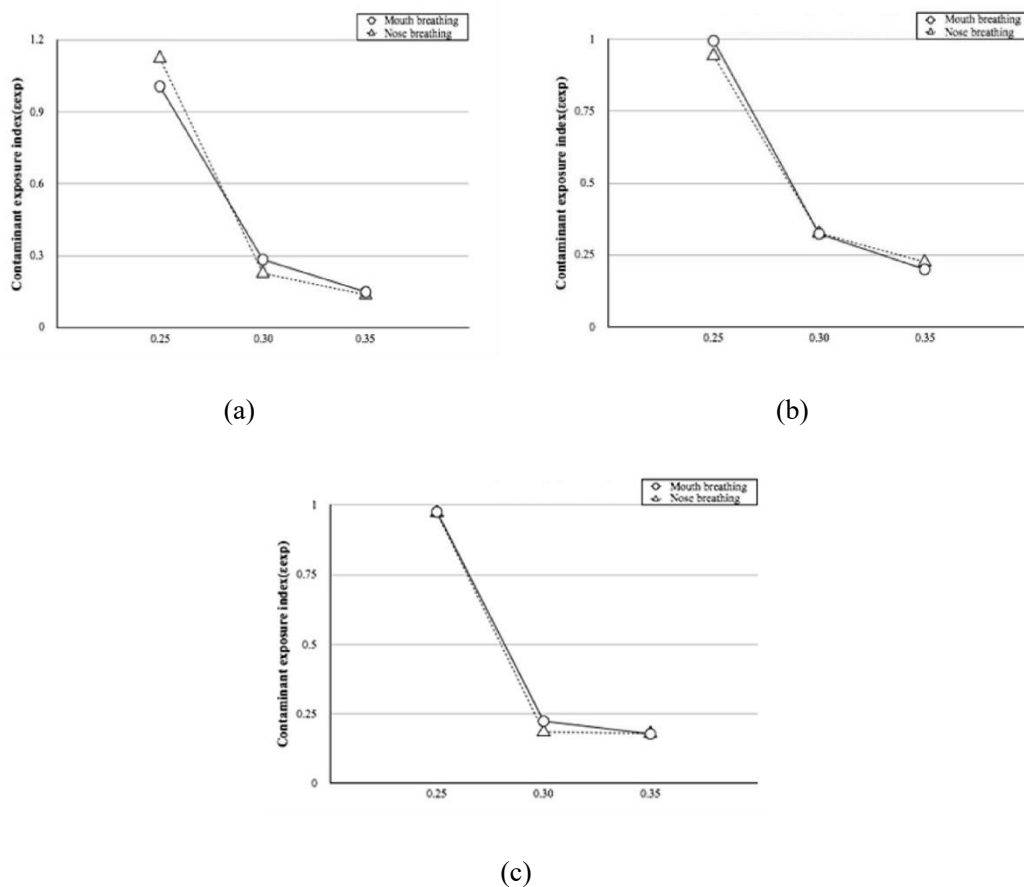 Mouth breathing
Nose breathing
Contaminant exposure index(εexp)
1.2
0.9
0.6
0.3
0
0.25
0.30
0.35
(a)
Mouth breathing
Nose breathing
Contaminant exposure index(εexp)
1
0.75
0.5
0.25
0
0.25
0.30
0.35
(b)
Mouth breathing
Nose breathing
Contaminant exposure index(εexp)
1
0.75
0.5
0.25
0
0.25
0.30
0.35
(c)